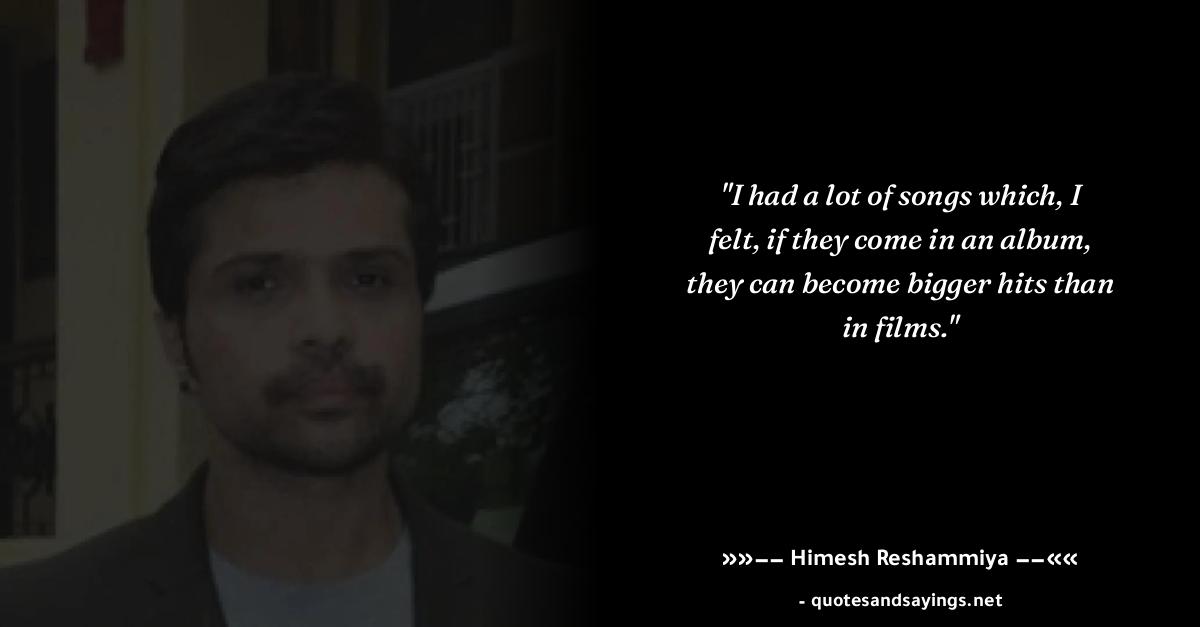 "I had a lot of songs which, I
felt, if they come in an album,
they can become bigger hits than
in films."
»»–– Himesh Reshammiya ––««
- quotesandsayings.net